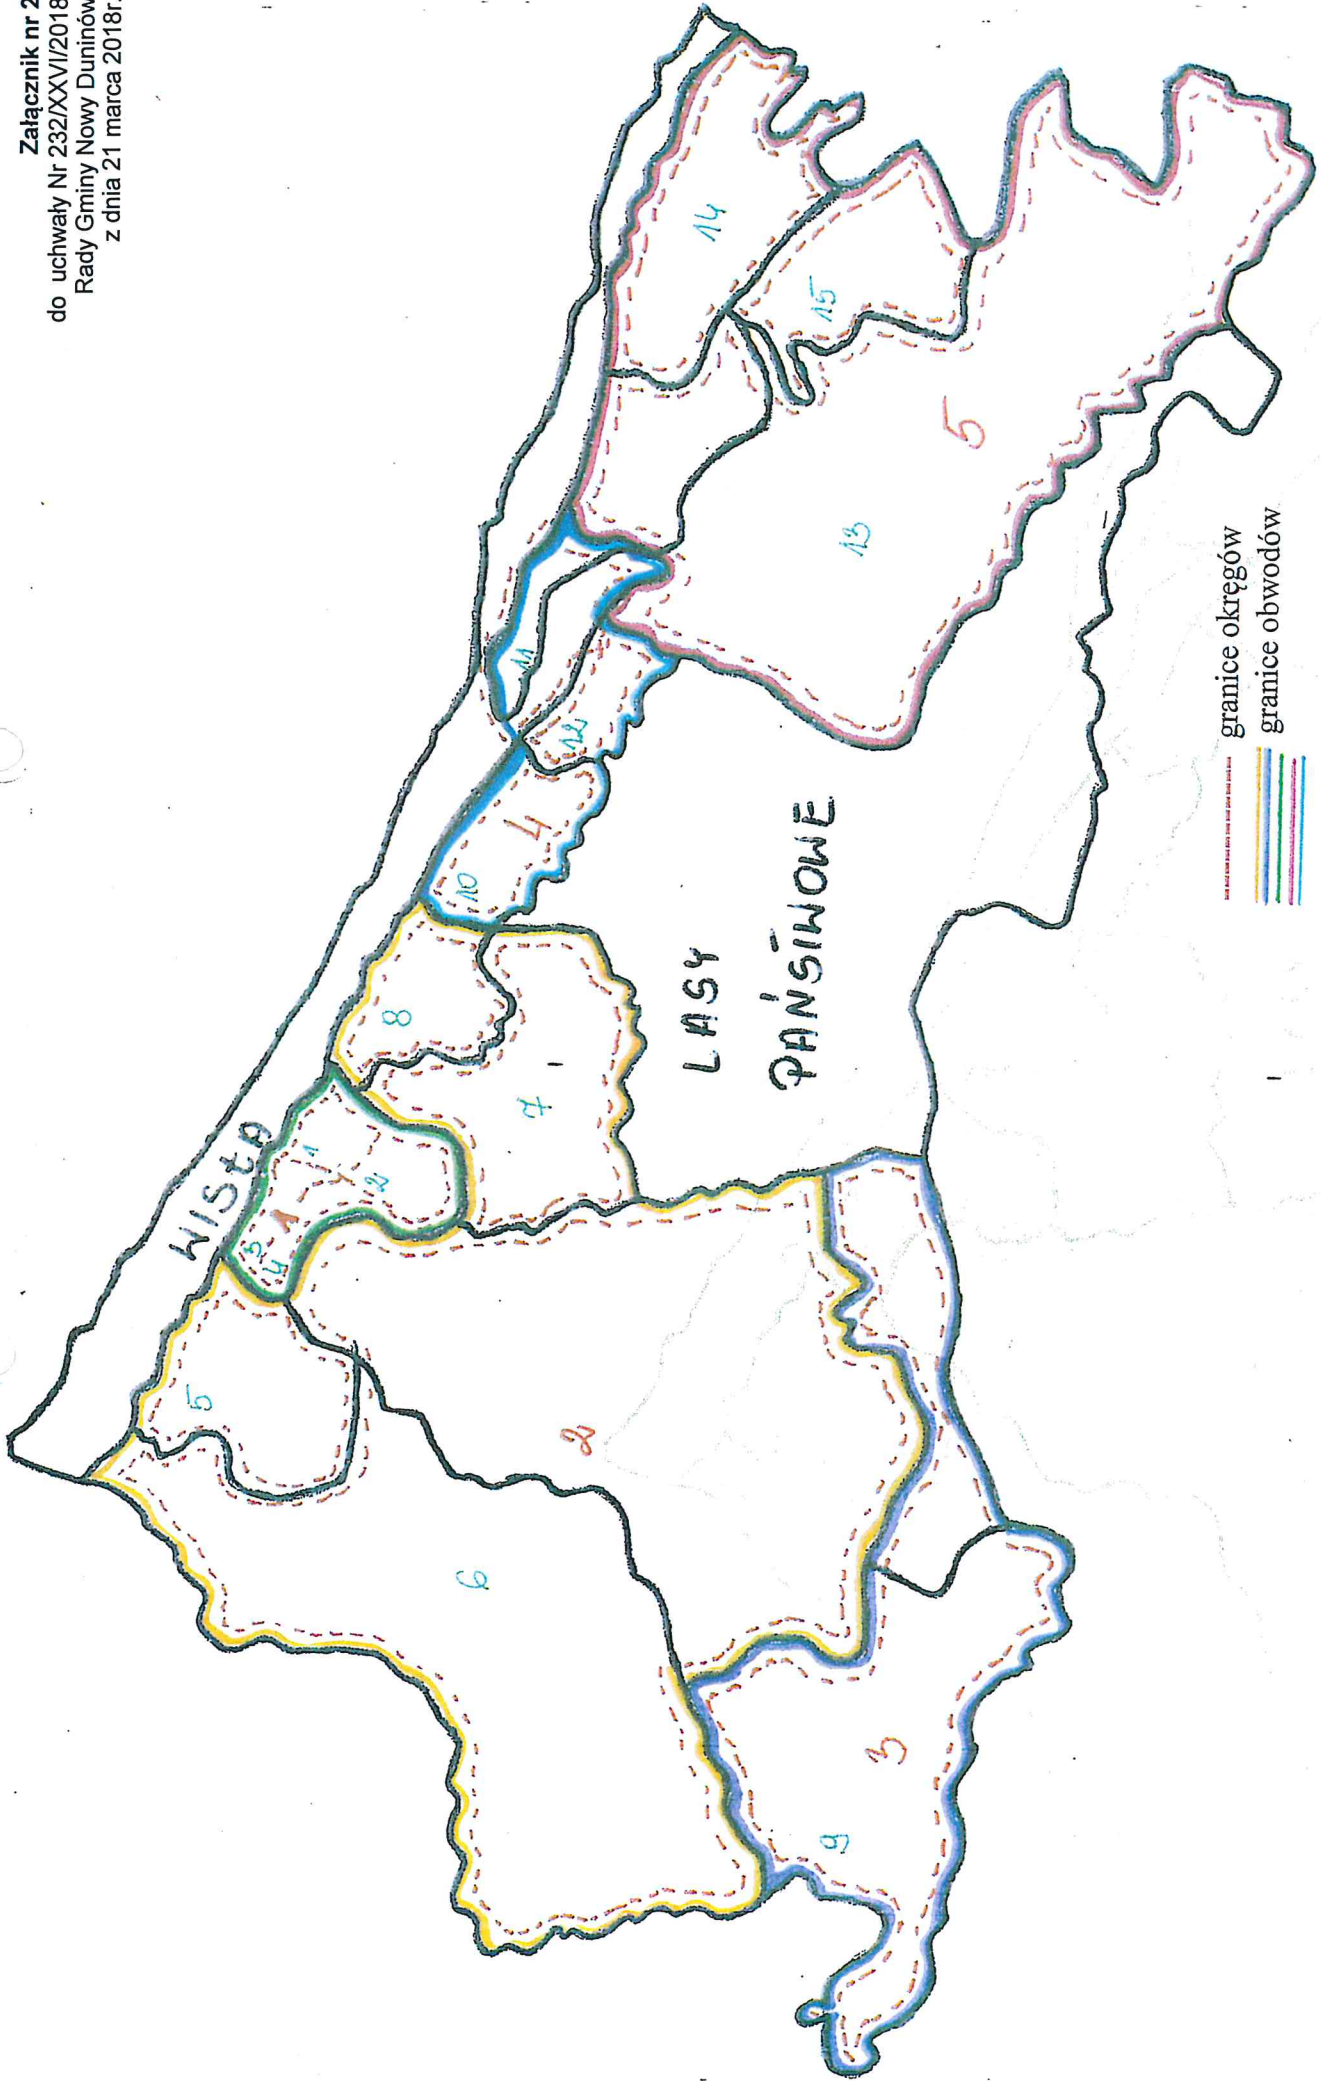 Załącznik nr 2
do uchwały Nr 232/XXVI/2018
Rady Gminy Nowy Duninów
z dnia 21 marca 2018r.
WISŁA
5
3
4
1
1
2
8
10
4
12
11
14
15
6
2
7
LASY
PAŃSTWOWE
13
5
9
3
granice okręgów
granice obwodów